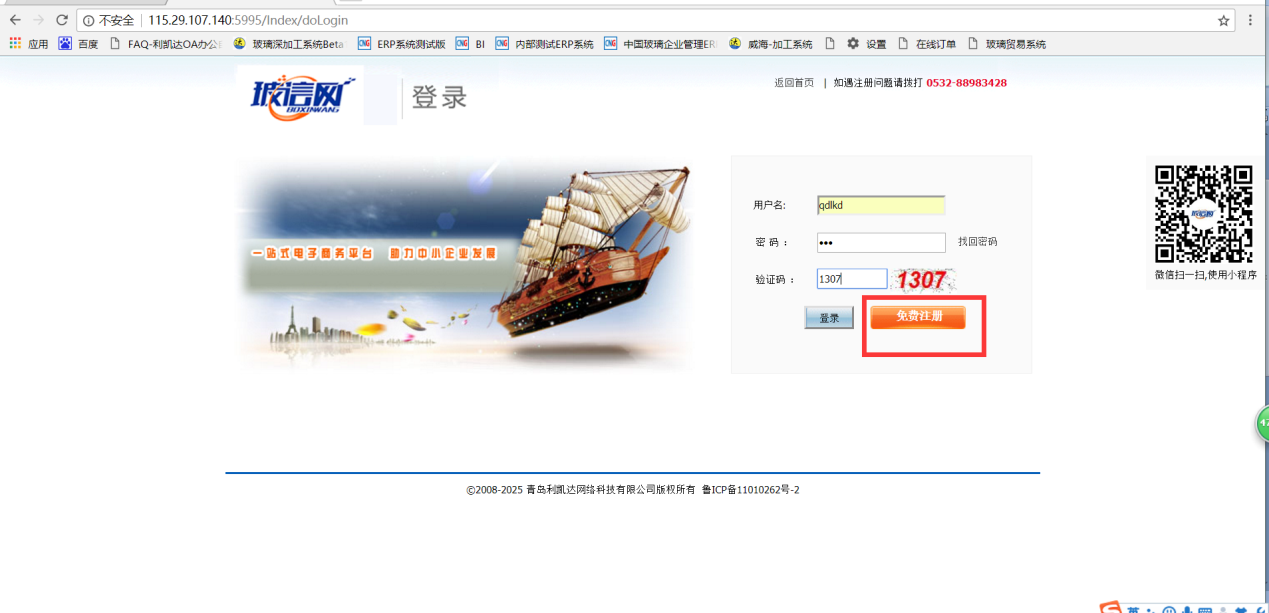 不安全 115.29.107.140:5995/Index/doLogin
应用 百度 FAQ-利凯达OA办公 玻璃深加工系统Beta ERP系统测试版 BI 内部测试ERP系统 中国玻璃企业管理ER 威海-加工系统 设置 在线订单 玻璃贸易系统
玻信网
BOXINWANG
登录
返回首页 | 如遇注册问题请拨打 0532-88983428
一站式电子商务平台 助力中小企业发展
用户名: qdlkd
密 码 : ••• 找回密码
验证码 : 1307 1307
登录 免费注册
玻信网
微信扫一扫,使用小程序
47
©2008-2025 青岛利凯达网络科技有限公司版权所有 鲁ICP备11010262号-2
英